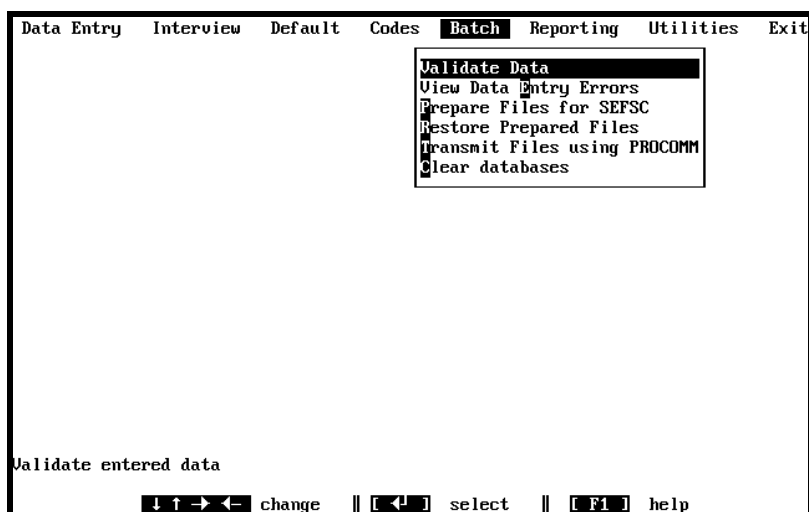 Data Entry Interview Default Codes Batch Reporting Utilities Exit
Validate Data
View Data Entry Errors
Prepare Files for SEFSC
Restore Prepared Files
Transmit Files using PROCOMM
Clear databases
Validate entered data
↓ ↑ → ← change ‖ [ ↵ ] select ‖ [ F1 ] help